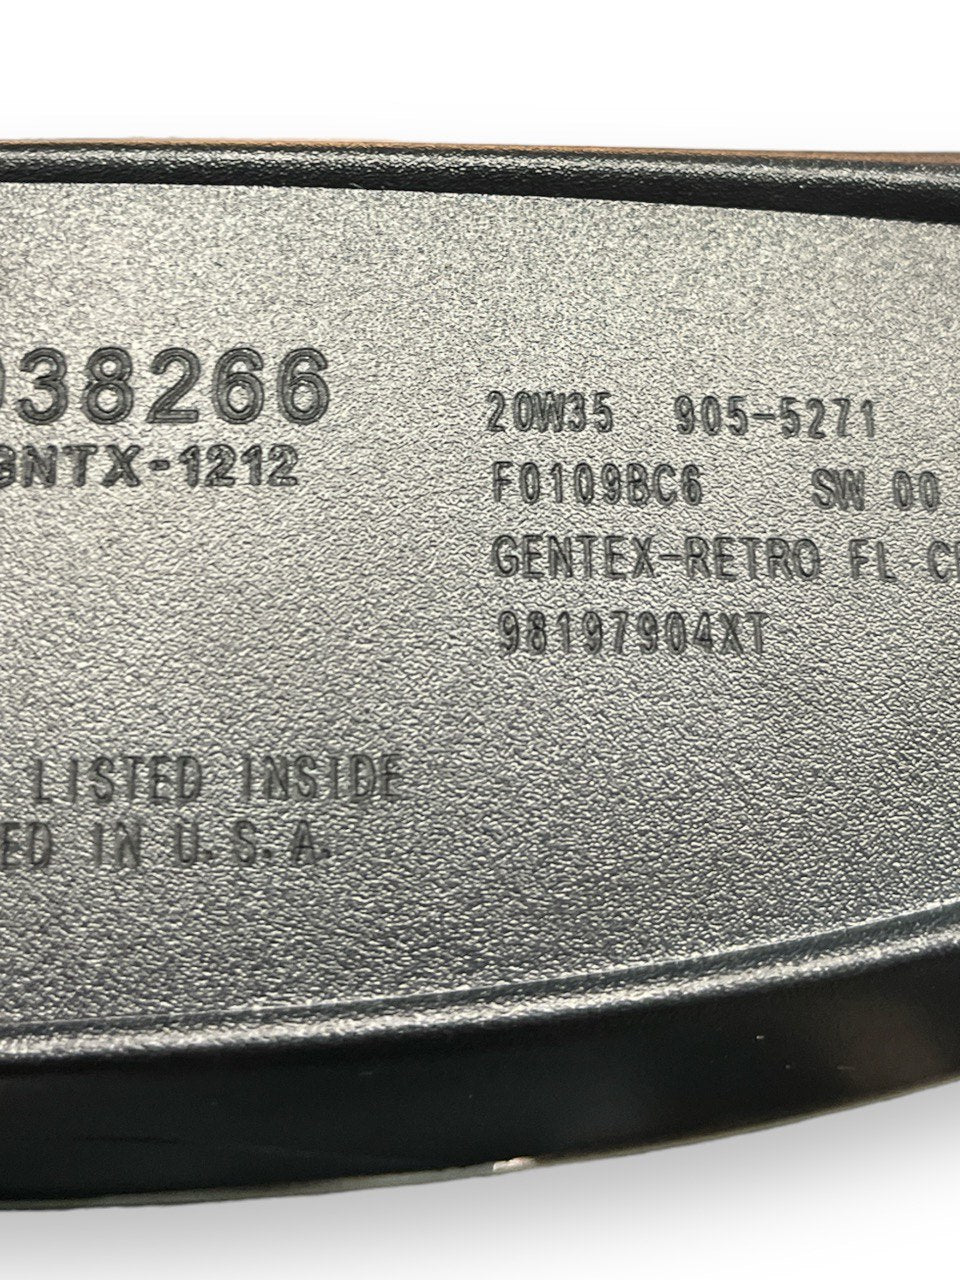 038266
GNTX-1212
20W35 905-5271
F0109BC6 SW 00
GENTEX-RETRO FL
98197904XT
LISTED INSIDE
ED IN U.S.A.